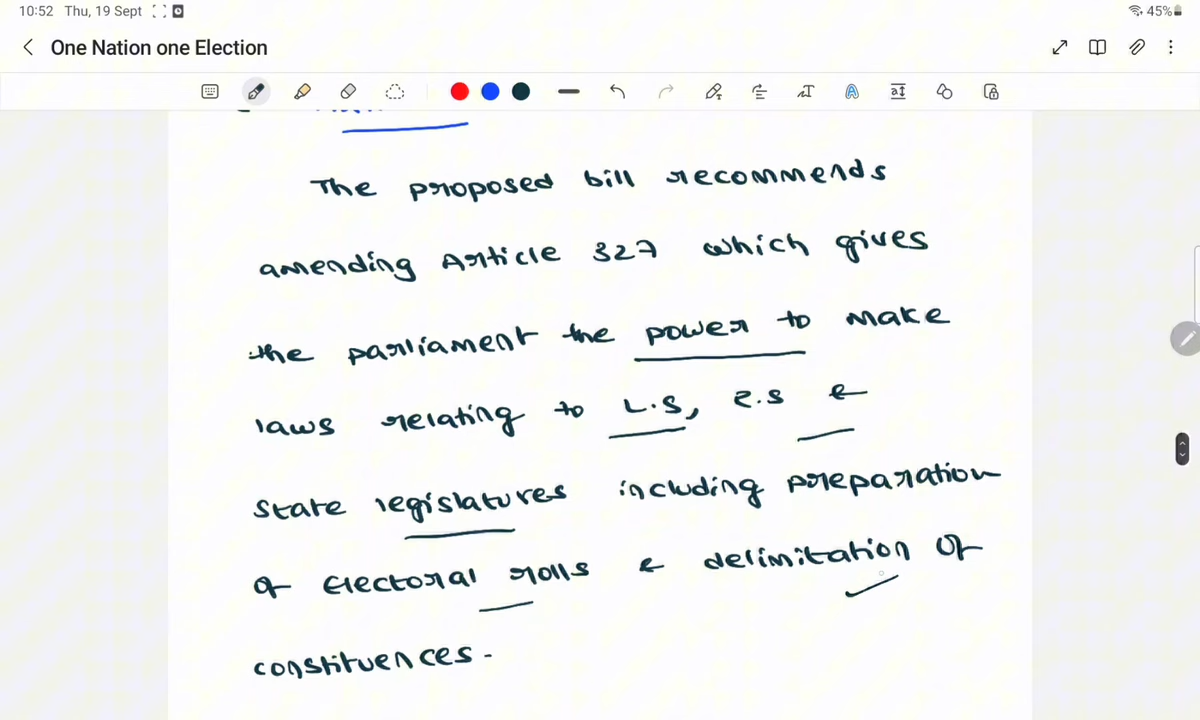 10:52 Thu, 19 Sept 45%
One Nation one Election
The proposed bill recommends
amending Article 327 which gives
the parliament the power to make
laws relating to L.S, R.S &
State legislatures including preparation
of Electoral rolls & delimitation of
constituences.